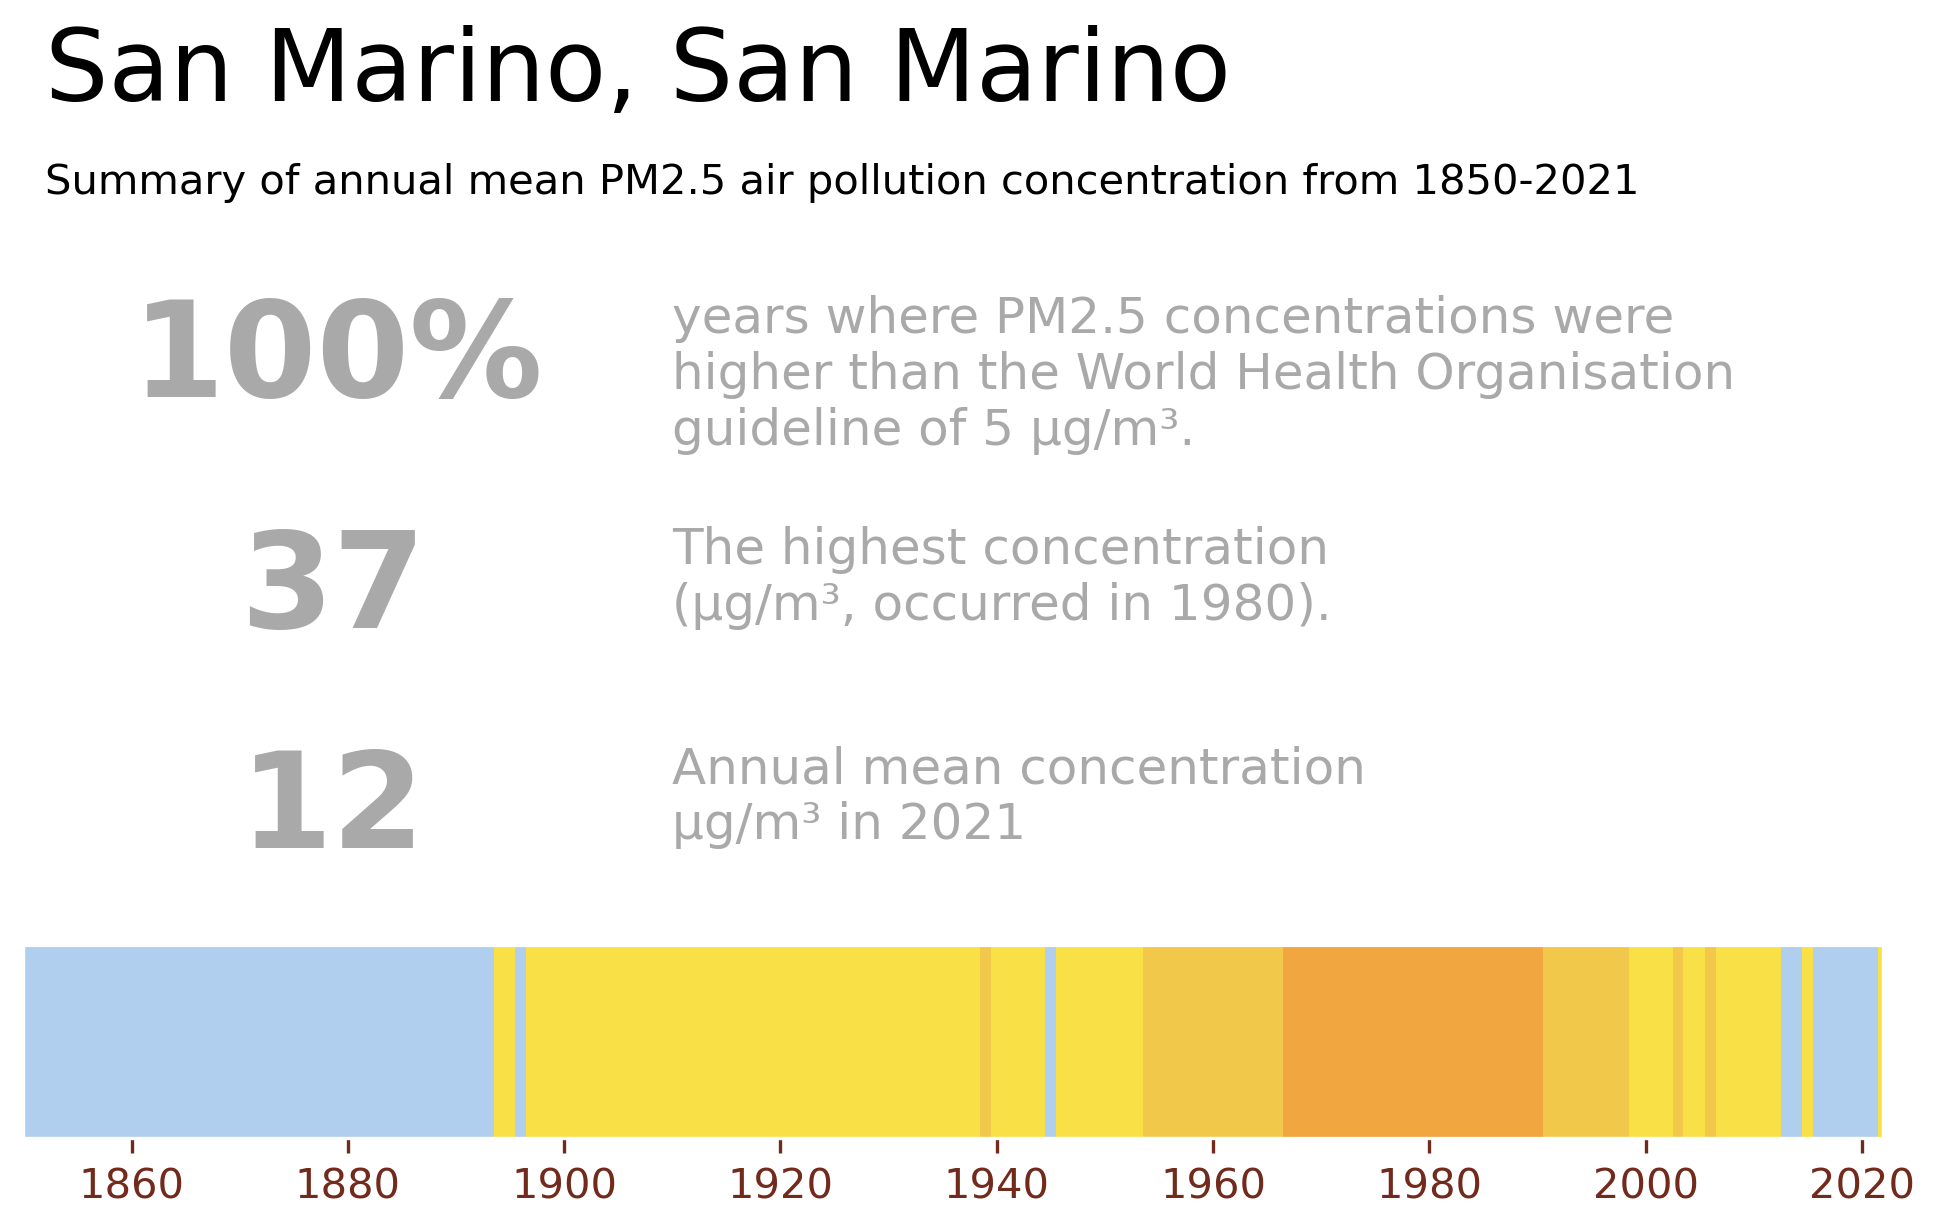 San Marino, San Marino
Summary of annual mean PM2.5 air pollution concentration from 1850-2021
100%
years where PM2.5 concentrations were
higher than the World Health Organisation
guideline of 5 µg/m³.
37
The highest concentration
(µg/m³, occurred in 1980).
12
Annual mean concentration
µg/m³ in 2021
1860 1880 1900 1920 1940 1960 1980 2000 2020